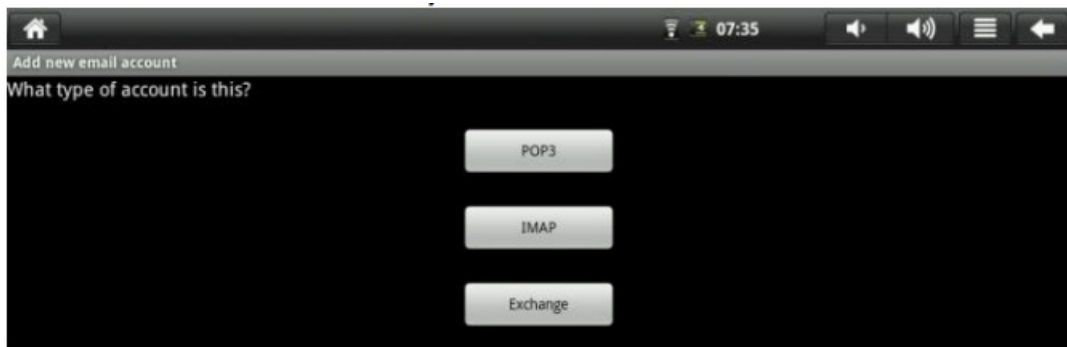 07:35
Add new email account
What type of account is this?
POP3
IMAP
Exchange